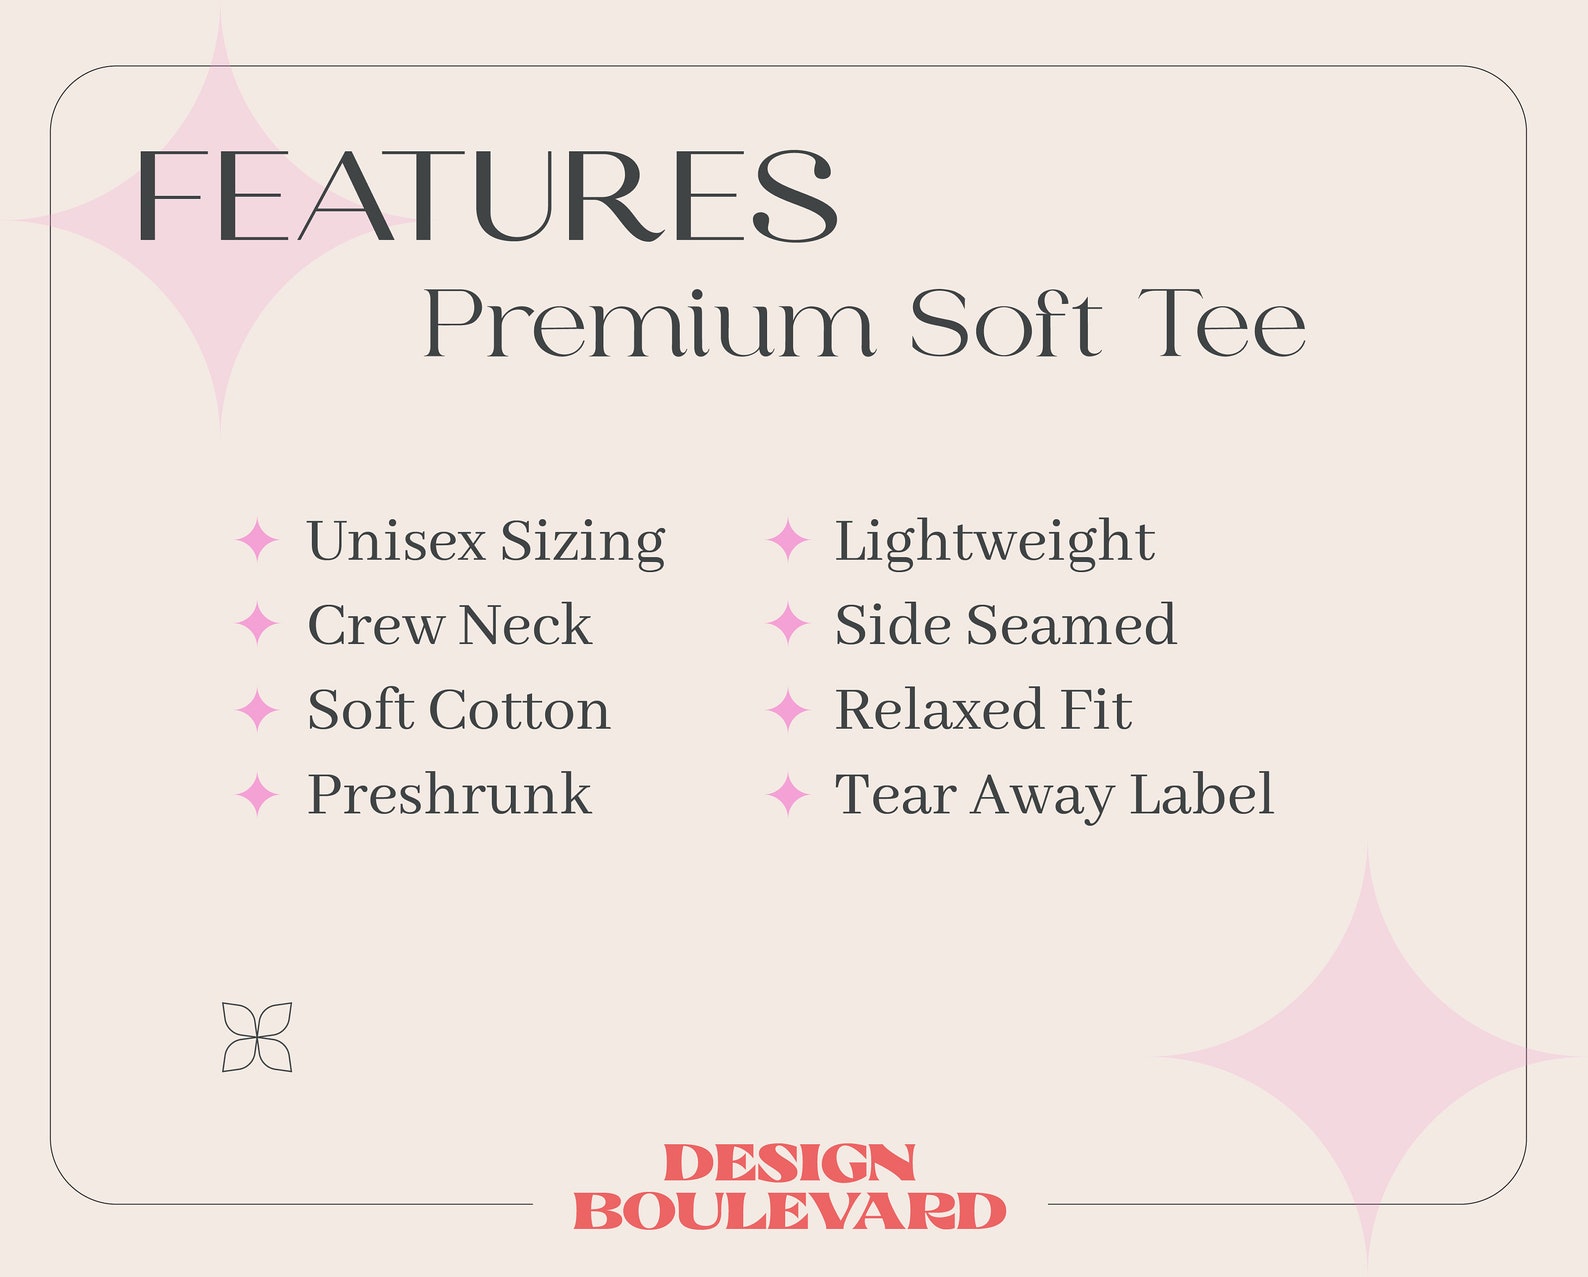 FEATURES
Premium Soft Tee
Unisex Sizing
Crew Neck
Soft Cotton
Preshrunk
Lightweight
Side Seamed
Relaxed Fit
Tear Away Label
DESIGN
BOULEVARD